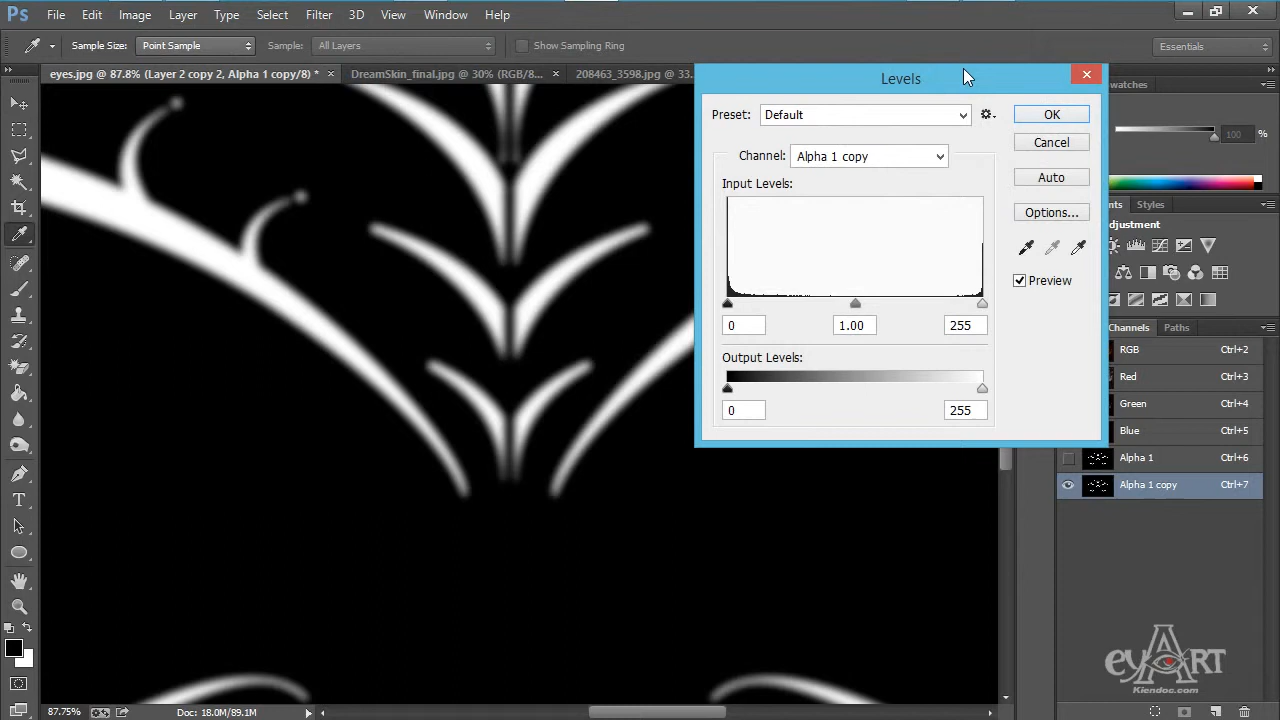 Ps File Edit Image Layer Type Select Filter 3D View Window Help
Sample Size: Point Sample Sample: All Layers Show Sampling Ring Essentials
eyes.jpg @ 87.8% (Layer 2 copy 2, Alpha 1 copy/8) * × DreamSkin_final.jpg @ 30% (RGB/8... × 208463_3598.jpg @ 33.
Levels
watches
Preset: Default
OK
100 %
Channel: Alpha 1 copy
Cancel
Input Levels:
Auto
Options...
nts Styles
djustment
Preview
0 1.00 255
Channels Paths
RGB Ctrl+2
Output Levels:
Red Ctrl+3
Green Ctrl+4
0 255
Blue Ctrl+5
Alpha 1 Ctrl+6
Alpha 1 copy Ctrl+7
eyART
Kiendoc.com
87.75% Doc: 18.0M/89.1M